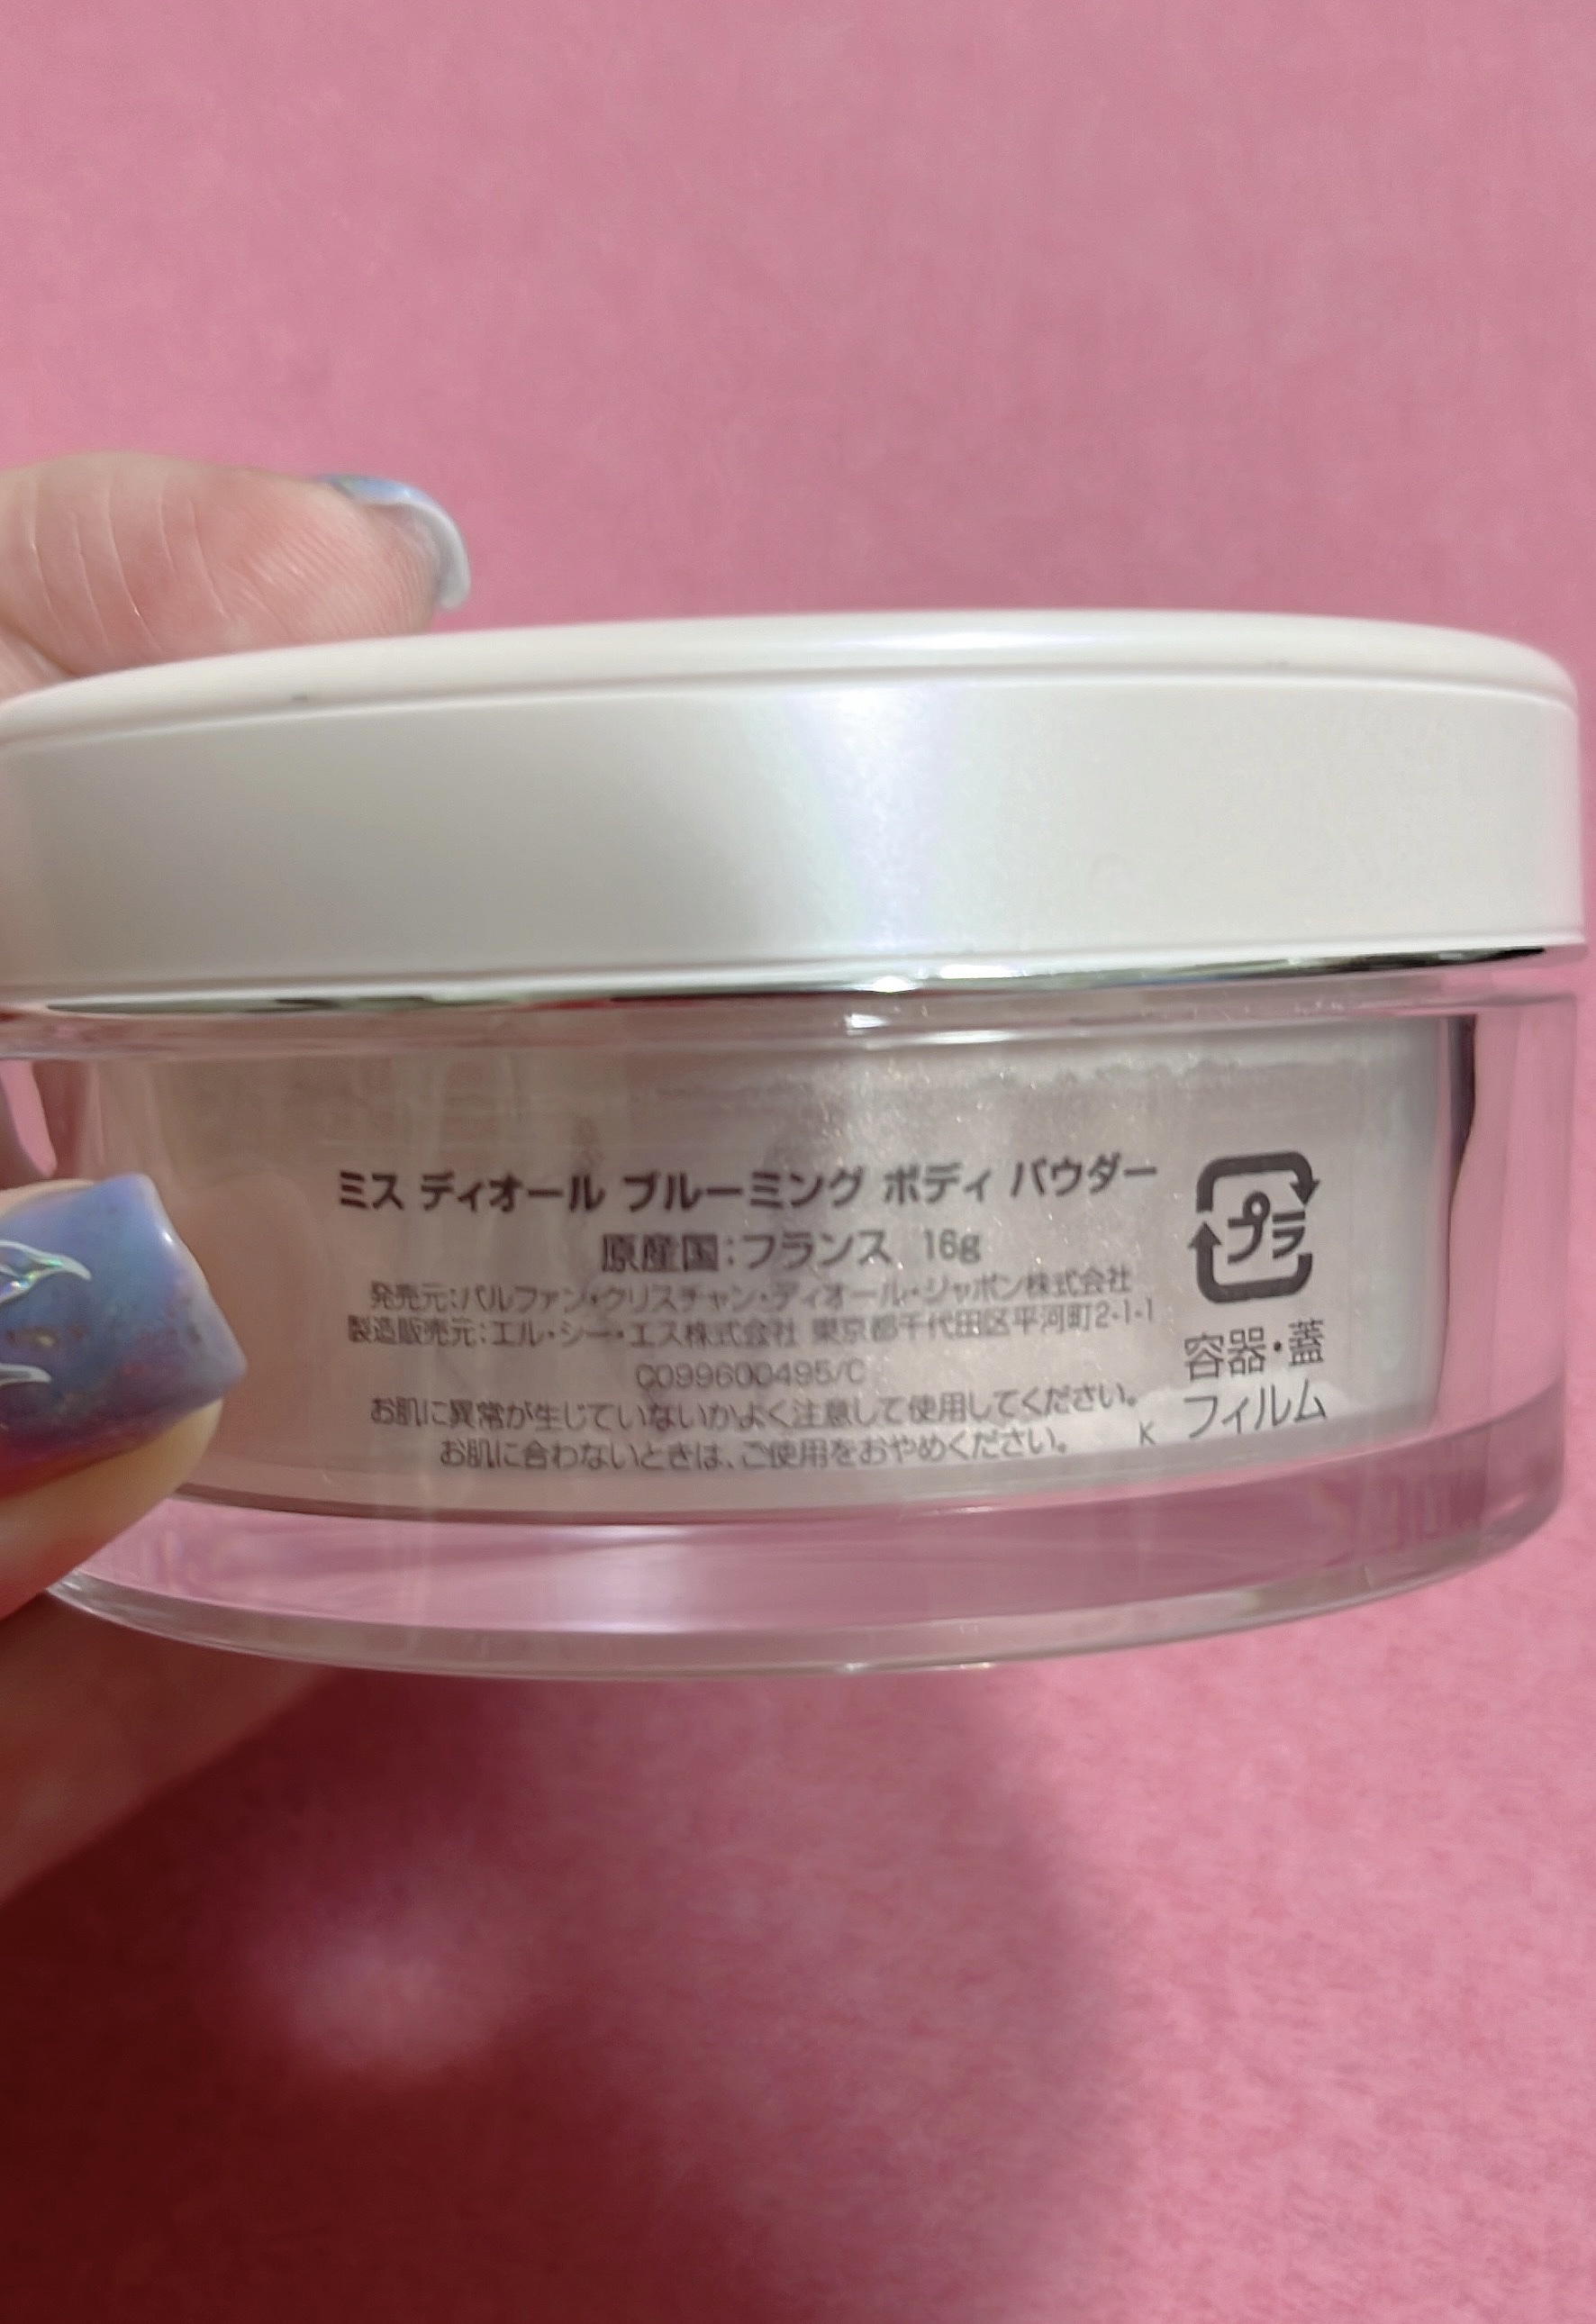 ミス ディオール ブルーミング ボディ パウダー
原産国:フランス 16g
発売元:パルファン・クリスチャン・ディオール・ジャポン株式会社
製造販売元:エル・シー・エス株式会社 東京都千代田区平河町2-1-1
C099600495/C
お肌に異常が生じていないかよく注意して使用してください。
お肌に合わないときは、ご使用をおやめください。
K
プラ
容器・蓋
フィルム